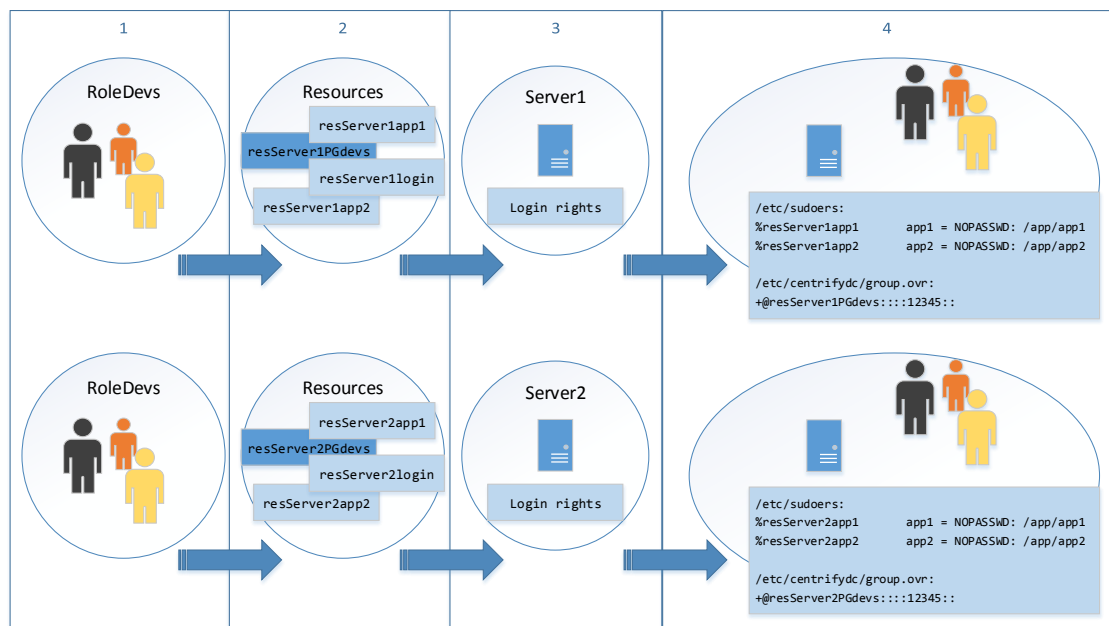 1
2
3
4
RoleDevs
Resources
resServer1app1
resServer1PGdevs
resServer1login
resServer1app2
Server1
Login rights
/etc/sudoers:
%resServer1app1 app1 = NOPASSWD: /app/app1
%resServer1app2 app2 = NOPASSWD: /app/app2
/etc/centrifydc/group.ovr:
+@resServer1PGdevs::::12345::
RoleDevs
Resources
resServer2app1
resServer2PGdevs
resServer2login
resServer2app2
Server2
Login rights
/etc/sudoers:
%resServer2app1 app1 = NOPASSWD: /app/app1
%resServer2app2 app2 = NOPASSWD: /app/app2
/etc/centrifydc/group.ovr:
+@resServer2PGdevs::::12345::